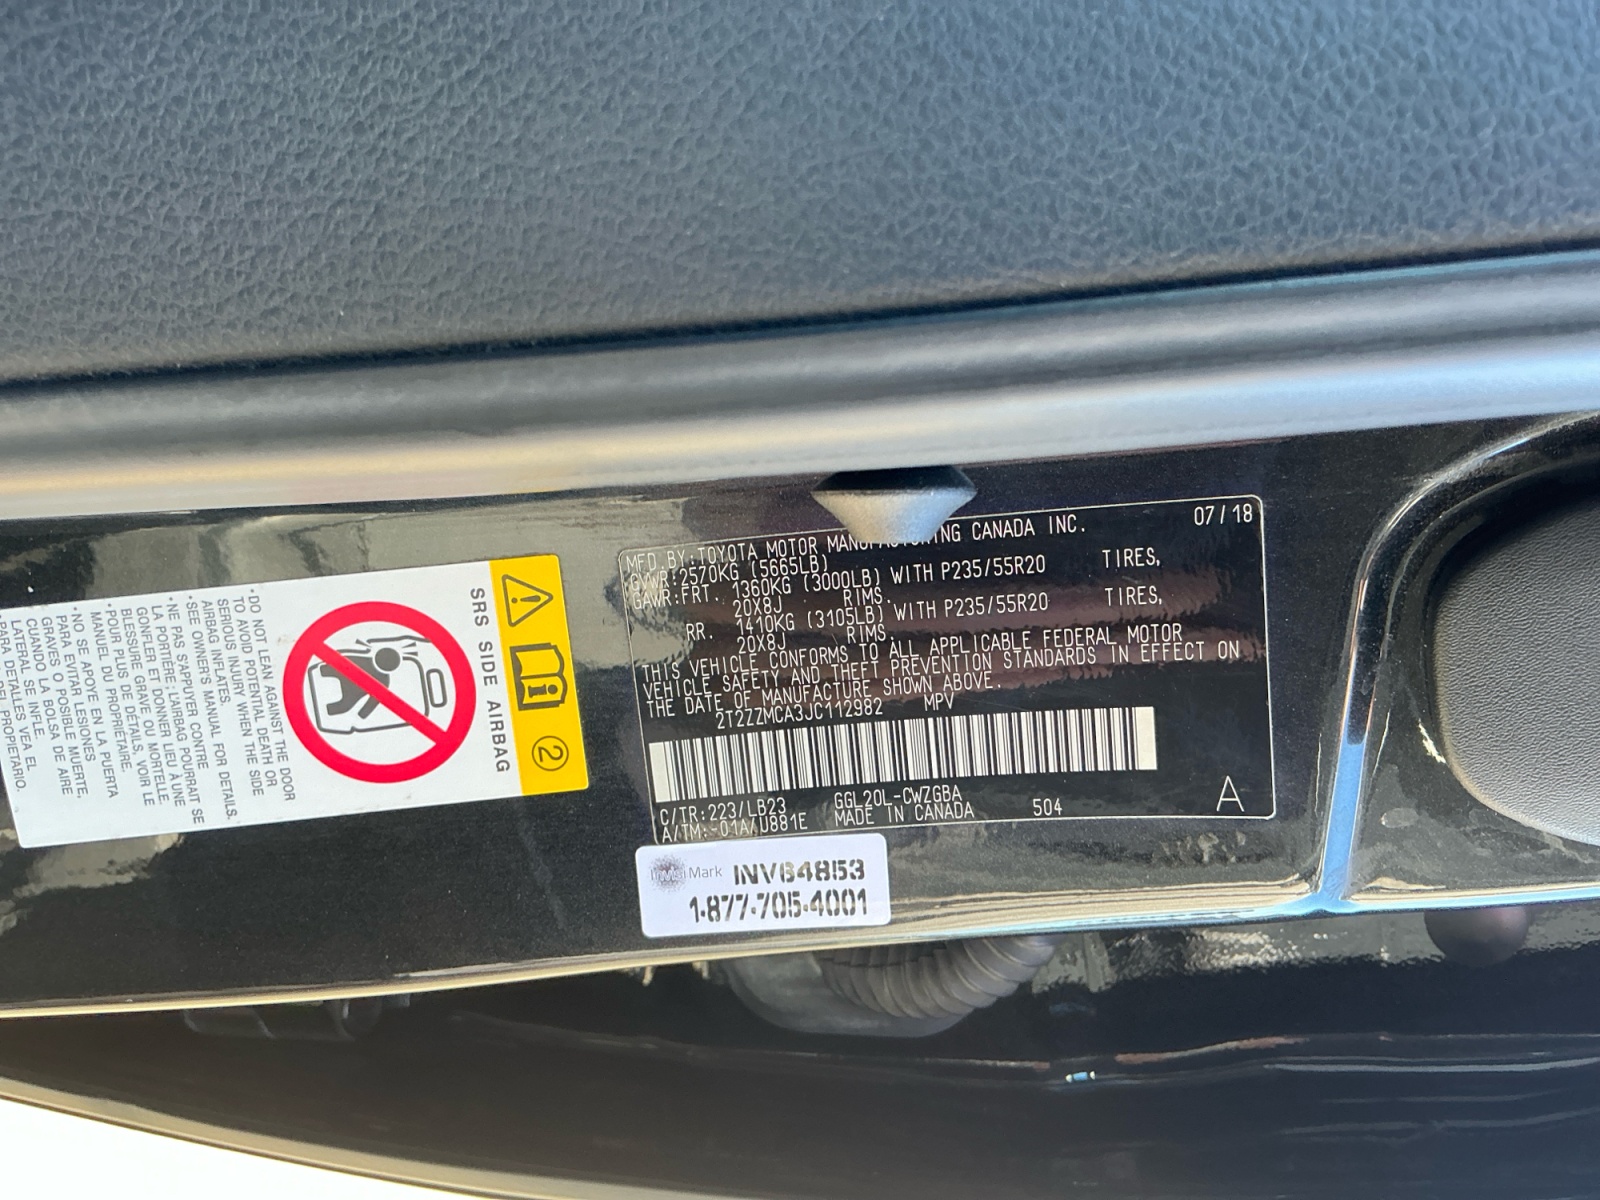 MFD.BY:TOYOTA MOTOR MANUFACTURING CANADA INC. 07/18
GVWR:2570KG (5665LB)
GAWR:FRT. 1360KG (3000LB) WITH P235/55R20 TIRES,
20X8J RIMS.
RR. 1410KG (3105LB) WITH P235/55R20 TIRES,
20X8J RIMS.
THIS VEHICLE CONFORMS TO ALL APPLICABLE FEDERAL MOTOR
VEHICLE SAFETY AND THEFT PREVENTION STANDARDS IN EFFECT ON
THE DATE OF MANUFACTURE SHOWN ABOVE.
2T2ZZMCA3JC112982 MPV
C/TR:223/LB23 GGL20L-CWZGBA
A/TM:-01A/U881E MADE IN CANADA 504 A
InvisiMark INV64853
1-877-705-4001
2
SRS SIDE AIRBAG
•DO NOT LEAN AGAINST THE DOOR
TO AVOID POTENTIAL DEATH OR
SERIOUS INJURY WHEN THE SIDE
AIRBAG INFLATES.
•SEE OWNER'S MANUAL FOR DETAILS.
•NE PAS S'APPUYER CONTRE
LA PORTIÈRE : L'AIRBAG POURRAIT SE
GONFLER ET DONNER LIEU À UNE
BLESSURE GRAVE OU MORTELLE.
•POUR PLUS DE DÉTAILS, VOIR LE
MANUEL DU PROPRIÉTAIRE.
•NO SE APOYE EN LA PUERTA
PARA EVITAR LESIONES
GRAVES O POSIBLE MUERTE,
CUANDO LA BOLSA DE AIRE
LATERAL SE INFLE.
•PARA DETALLES VEA EL
DEL PROPIETARIO.